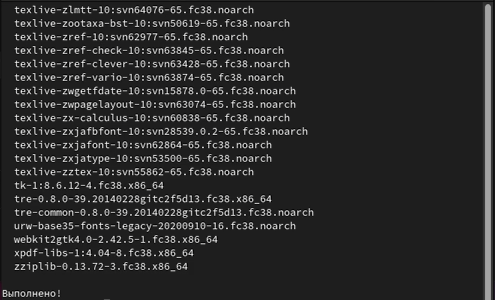 texlive-zlmtt-10:svn64076-65.fc38.noarch
texlive-zootaxa-bst-10:svn50619-65.fc38.noarch
texlive-zref-10:svn62977-65.fc38.noarch
texlive-zref-check-10:svn63845-65.fc38.noarch
texlive-zref-clever-10:svn63428-65.fc38.noarch
texlive-zref-vario-10:svn63874-65.fc38.noarch
texlive-zwgetfdate-10:svn15878.0-65.fc38.noarch
texlive-zwpagelayout-10:svn63074-65.fc38.noarch
texlive-zx-calculus-10:svn60838-65.fc38.noarch
texlive-zxjafbfont-10:svn28539.0.2-65.fc38.noarch
texlive-zxjafont-10:svn62864-65.fc38.noarch
texlive-zxjatype-10:svn53500-65.fc38.noarch
texlive-zztex-10:svn55862-65.fc38.noarch
tk-1:8.6.12-4.fc38.x86_64
tre-0.8.0-39.20140228gitc2f5d13.fc38.x86_64
tre-common-0.8.0-39.20140228gitc2f5d13.fc38.noarch
urw-base35-fonts-legacy-20200910-16.fc38.noarch
webkit2gtk4.0-2.42.5-1.fc38.x86_64
xpdf-libs-1:4.04-8.fc38.x86_64
zziplib-0.13.72-3.fc38.x86_64
Выполнено!